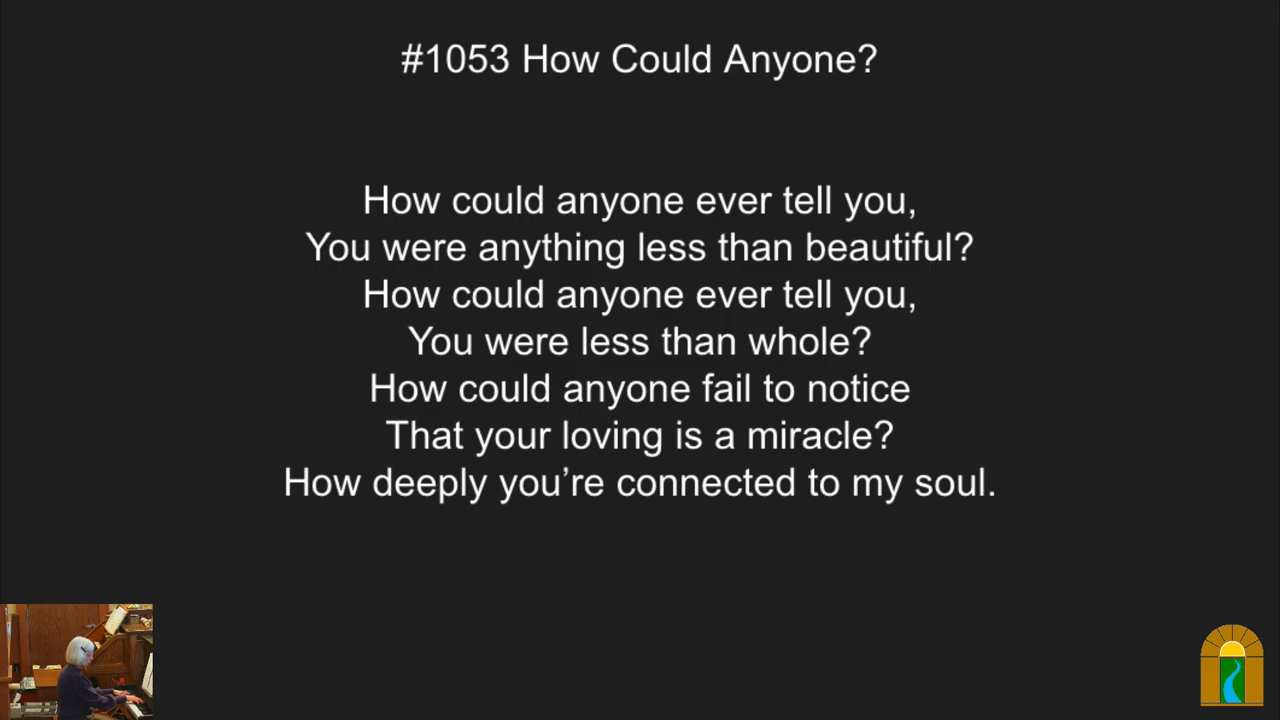 #1053 How Could Anyone?
How could anyone ever tell you,
You were anything less than beautiful?
How could anyone ever tell you,
You were less than whole?
How could anyone fail to notice
That your loving is a miracle?
How deeply you’re connected to my soul.